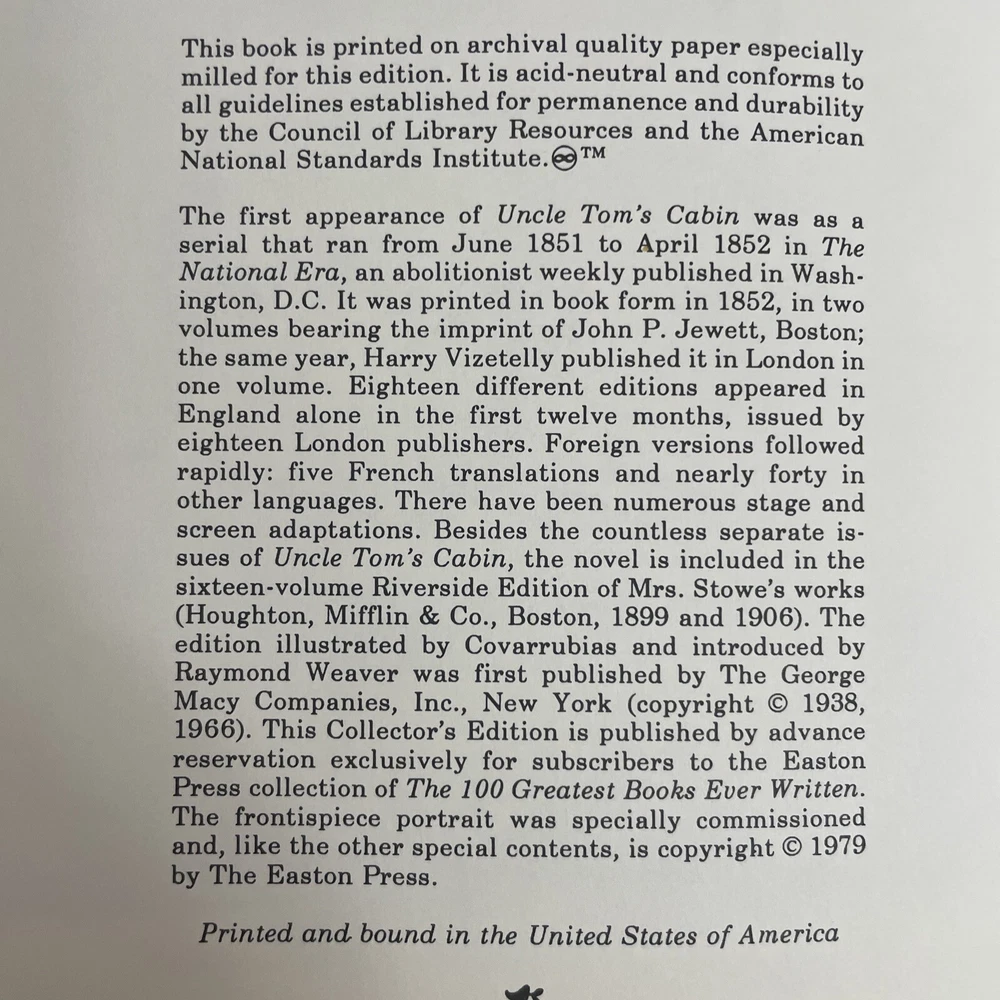 This book is printed on archival quality paper especially
milled for this edition. It is acid-neutral and conforms to
all guidelines established for permanence and durability
by the Council of Library Resources and the American
National Standards Institute.♾™
The first appearance of Uncle Tom's Cabin was as a
serial that ran from June 1851 to April 1852 in The
National Era, an abolitionist weekly published in Wash-
ington, D.C. It was printed in book form in 1852, in two
volumes bearing the imprint of John P. Jewett, Boston;
the same year, Harry Vizetelly published it in London in
one volume. Eighteen different editions appeared in
England alone in the first twelve months, issued by
eighteen London publishers. Foreign versions followed
rapidly: five French translations and nearly forty in
other languages. There have been numerous stage and
screen adaptations. Besides the countless separate is-
sues of Uncle Tom's Cabin, the novel is included in the
sixteen-volume Riverside Edition of Mrs. Stowe's works
(Houghton, Mifflin & Co., Boston, 1899 and 1906). The
edition illustrated by Covarrubias and introduced by
Raymond Weaver was first published by The George
Macy Companies, Inc., New York (copyright © 1938,
1966). This Collector's Edition is published by advance
reservation exclusively for subscribers to the Easton
Press collection of The 100 Greatest Books Ever Written.
The frontispiece portrait was specially commissioned
and, like the other special contents, is copyright © 1979
by The Easton Press.
Printed and bound in the United States of America